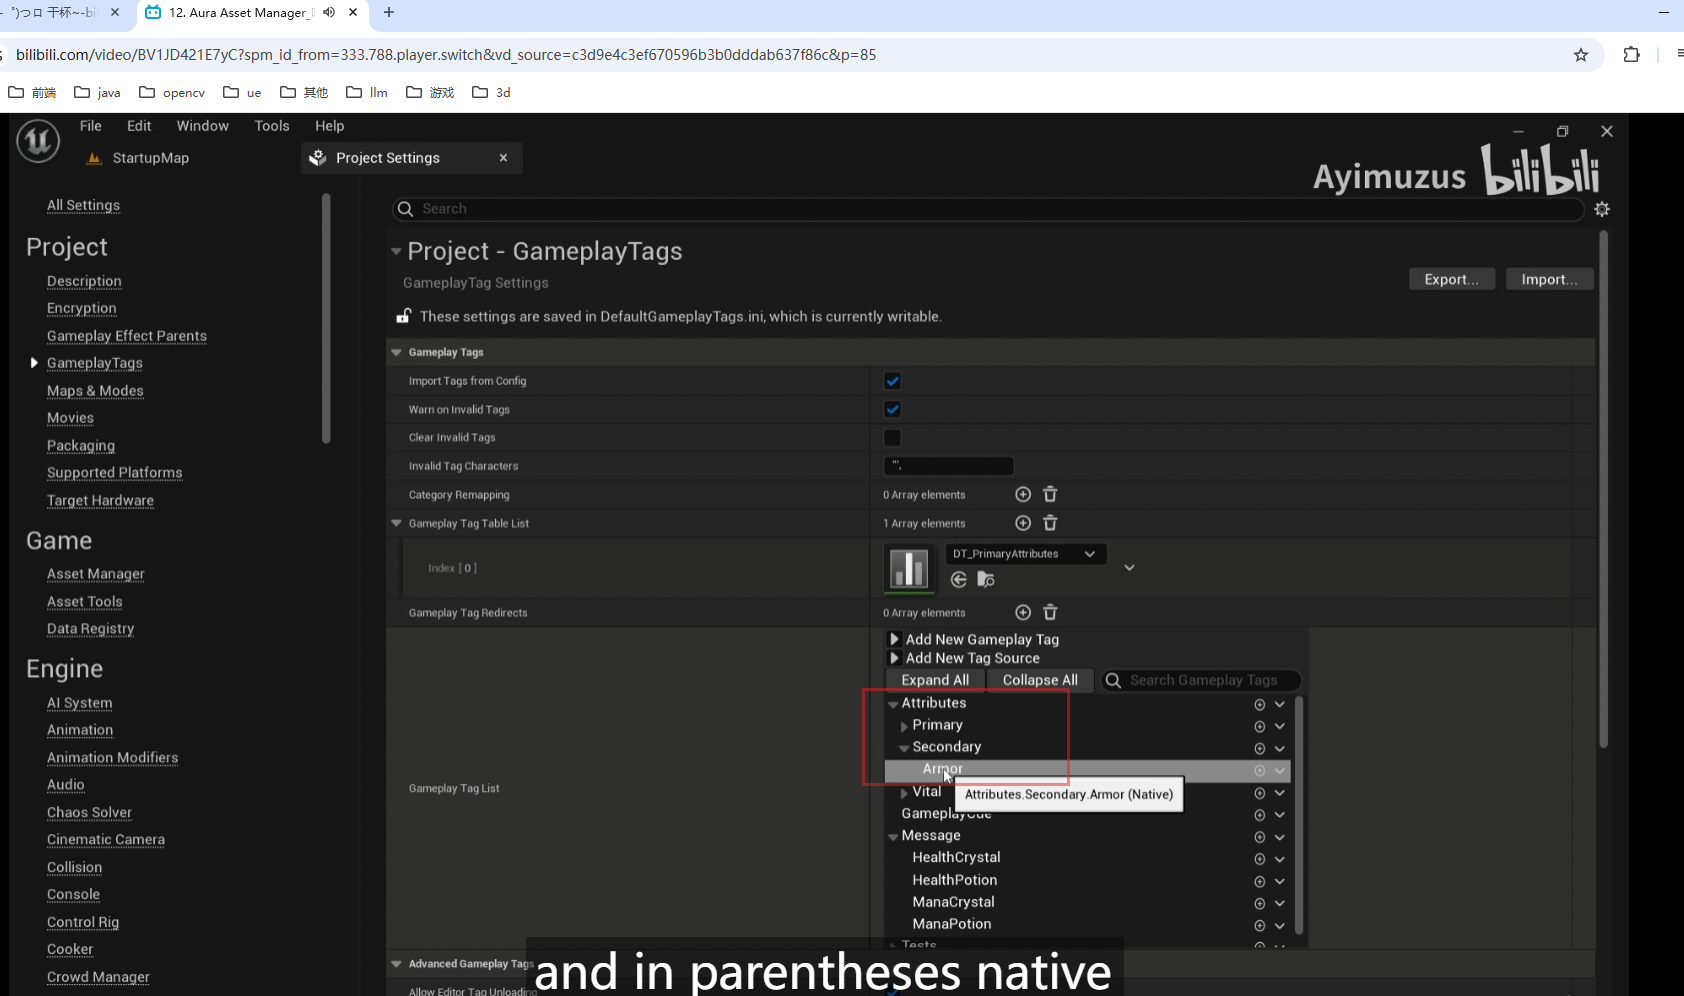 ゜)つロ 干杯~-bi
12. Aura Asset Manager_
bilibili.com/video/BV1JD421E7yC?spm_id_from=333.788.player.switch&vd_source=c3d9e4c3ef670596b3b0dddab637f86c&p=85
前端 java opencv ue 其他 llm 游戏 3d
File Edit Window Tools Help
StartupMap Project Settings
Ayimuzus bilibili
All Settings
Project
Description
Encryption
Gameplay Effect Parents
GameplayTags
Maps & Modes
Movies
Packaging
Supported Platforms
Target Hardware
Game
Asset Manager
Asset Tools
Data Registry
Engine
AI System
Animation
Animation Modifiers
Audio
Chaos Solver
Cinematic Camera
Collision
Console
Control Rig
Cooker
Crowd Manager
Search
Project - GameplayTags
GameplayTag Settings
Export... Import...
These settings are saved in DefaultGameplayTags.ini, which is currently writable.
Gameplay Tags
Import Tags from Config
Warn on Invalid Tags
Clear Invalid Tags
Invalid Tag Characters "',
Category Remapping 0 Array elements
Gameplay Tag Table List 1 Array elements
Index [ 0 ] DT_PrimaryAttributes
Gameplay Tag Redirects 0 Array elements
Gameplay Tag List
Add New Gameplay Tag
Add New Tag Source
Expand All Collapse All Search Gameplay Tags
Attributes
Primary
Secondary
Armor
Vital
Attributes.Secondary.Armor (Native)
GameplayCue
Message
HealthCrystal
HealthPotion
ManaCrystal
ManaPotion
Tests
Advanced Gameplay Tags
Allow Editor Tag Unloading
and in parentheses native